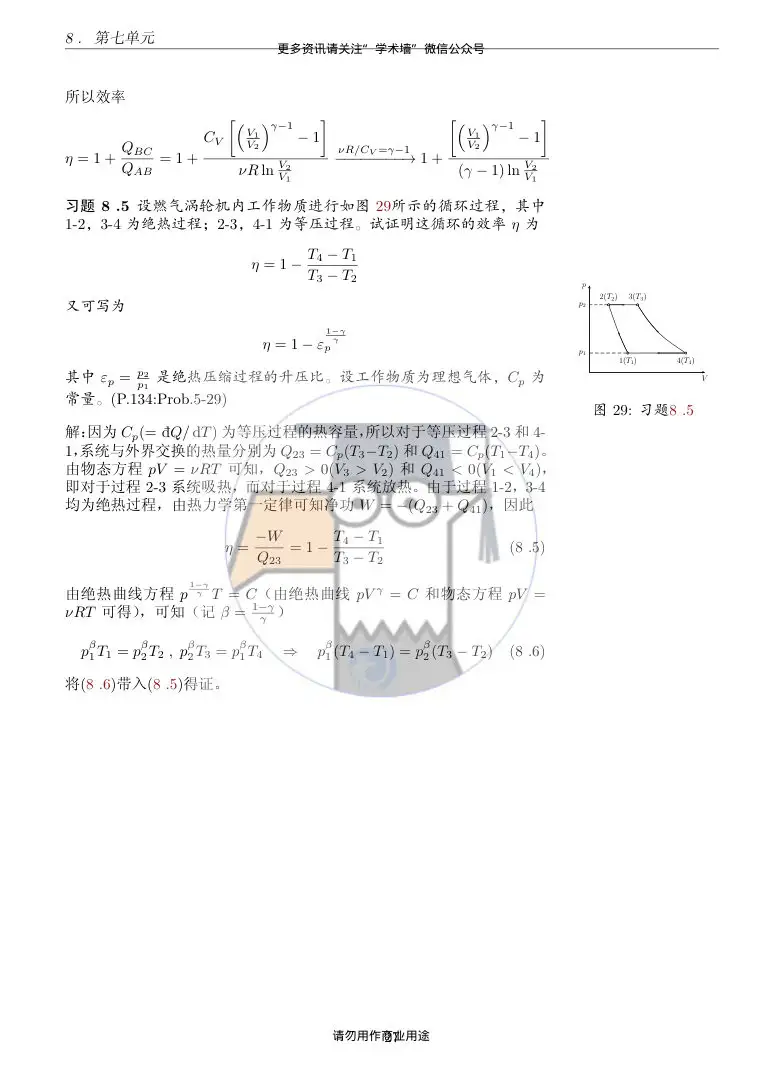 8 . 第七单元
更多资讯请关注“学术墙”微信公众号
所以效率
η = 1 + Q_{BC}/Q_{AB} = 1 + C_V[(V_1/V_2)^{γ−1} − 1]/(νR ln V_2/V_1) —(νR/C_V=γ−1)→ 1 + [(V_1/V_2)^{γ−1} − 1]/((γ − 1) ln V_2/V_1)
习题 8 .5 设燃气涡轮机内工作物质进行如图 29所示的循环过程，其中
1-2，3-4 为绝热过程；2-3，4-1 为等压过程。试证明这循环的效率 η 为
η = 1 − (T_4 − T_1)/(T_3 − T_2)
又可写为
η = 1 − ε_p^{(1−γ)/γ}
其中 ε_p = p_2/p_1 是绝热压缩过程的升压比。设工作物质为理想气体，C_p 为
常量。(P.134:Prob.5-29)
p
p_2
2(T_2) 3(T_3)
p_1
1(T_1) 4(T_4)
V
图 29: 习题8 .5
解:因为 C_p(= đQ/ dT) 为等压过程的热容量,所以对于等压过程 2-3 和 4-
1,系统与外界交换的热量分别为 Q_{23} = C_p(T_3−T_2) 和 Q_{41} = C_p(T_1−T_4)。
由物态方程 pV = νRT 可知，Q_{23} > 0(V_3 > V_2) 和 Q_{41} < 0(V_1 < V_4)，
即对于过程 2-3 系统吸热，而对于过程 4-1 系统放热。由于过程 1-2，3-4
均为绝热过程，由热力学第一定律可知净功 W = −(Q_{23} + Q_{41})，因此
η = −W/Q_{23} = 1 − (T_4 − T_1)/(T_3 − T_2) (8 .5)
由绝热曲线方程 p^{(1−γ)/γ}T = C（由绝热曲线 pV^γ = C 和物态方程 pV =
νRT 可得），可知（记 β = (1−γ)/γ）
p_1^βT_1 = p_2^βT_2 , p_2^βT_3 = p_1^βT_4 ⇒ p_1^β(T_4 − T_1) = p_2^β(T_3 − T_2) (8 .6)
将(8 .6)带入(8 .5)得证。
请勿用作商业用途